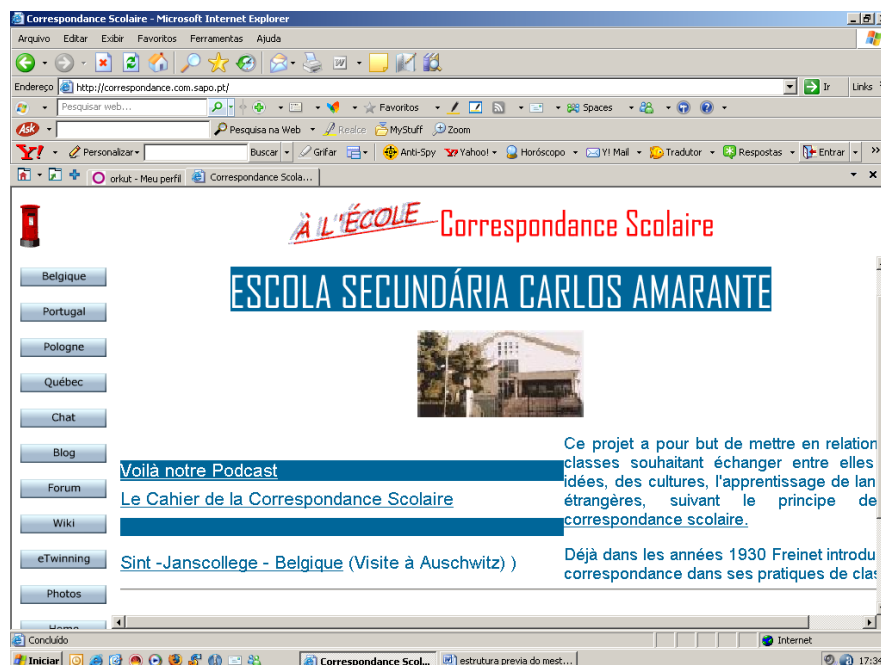 Correspondance Scolaire - Microsoft Internet Explorer
Arquivo Editar Exibir Favoritos Ferramentas Ajuda
Endereço http://correspondance.com.sapo.pt/ Ir Links
Pesquisar web... Favoritos Spaces
ASK Pesquisa na Web Realce MyStuff Zoom
Y! Personalizar Buscar Grifar Anti-Spy Yahoo! Horóscopo Y! Mail Tradutor Respostas Entrar
orkut - Meu perfil Correspondance Scola...
À L'ÉCOLE Correspondance Scolaire
ESCOLA SECUNDÁRIA CARLOS AMARANTE
Belgique
Portugal
Pologne
Québec
Chat
Blog
Forum
Wiki
eTwinning
Photos
Home
Voilà notre Podcast
Le Cahier de la Correspondance Scolaire
Sint -Janscollege - Belgique (Visite à Auschwitz) )
Ce projet a pour but de mettre en relation
classes souhaitant échanger entre elles
idées, des cultures, l'apprentissage de lan
étrangères, suivant le principe de
correspondance scolaire.
Déjà dans les années 1930 Freinet introdu
correspondance dans ses pratiques de clas
Concluído Internet
Iniciar Correspondance Scol... estrutura previa do mest... 17:34